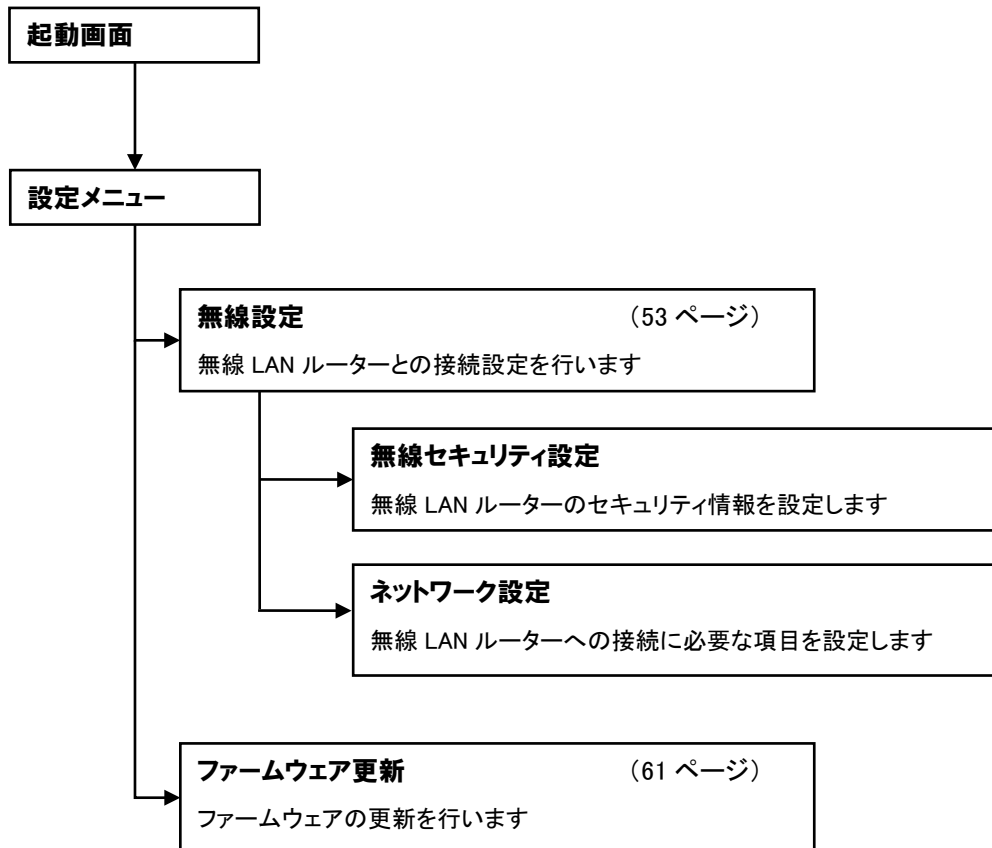 起動画面
設定メニュー
無線設定 （53 ページ）
無線 LAN ルーターとの接続設定を行います
無線セキュリティ設定
無線 LAN ルーターのセキュリティ情報を設定します
ネットワーク設定
無線 LAN ルーターへの接続に必要な項目を設定します
ファームウェア更新 （61 ページ）
ファームウェアの更新を行います